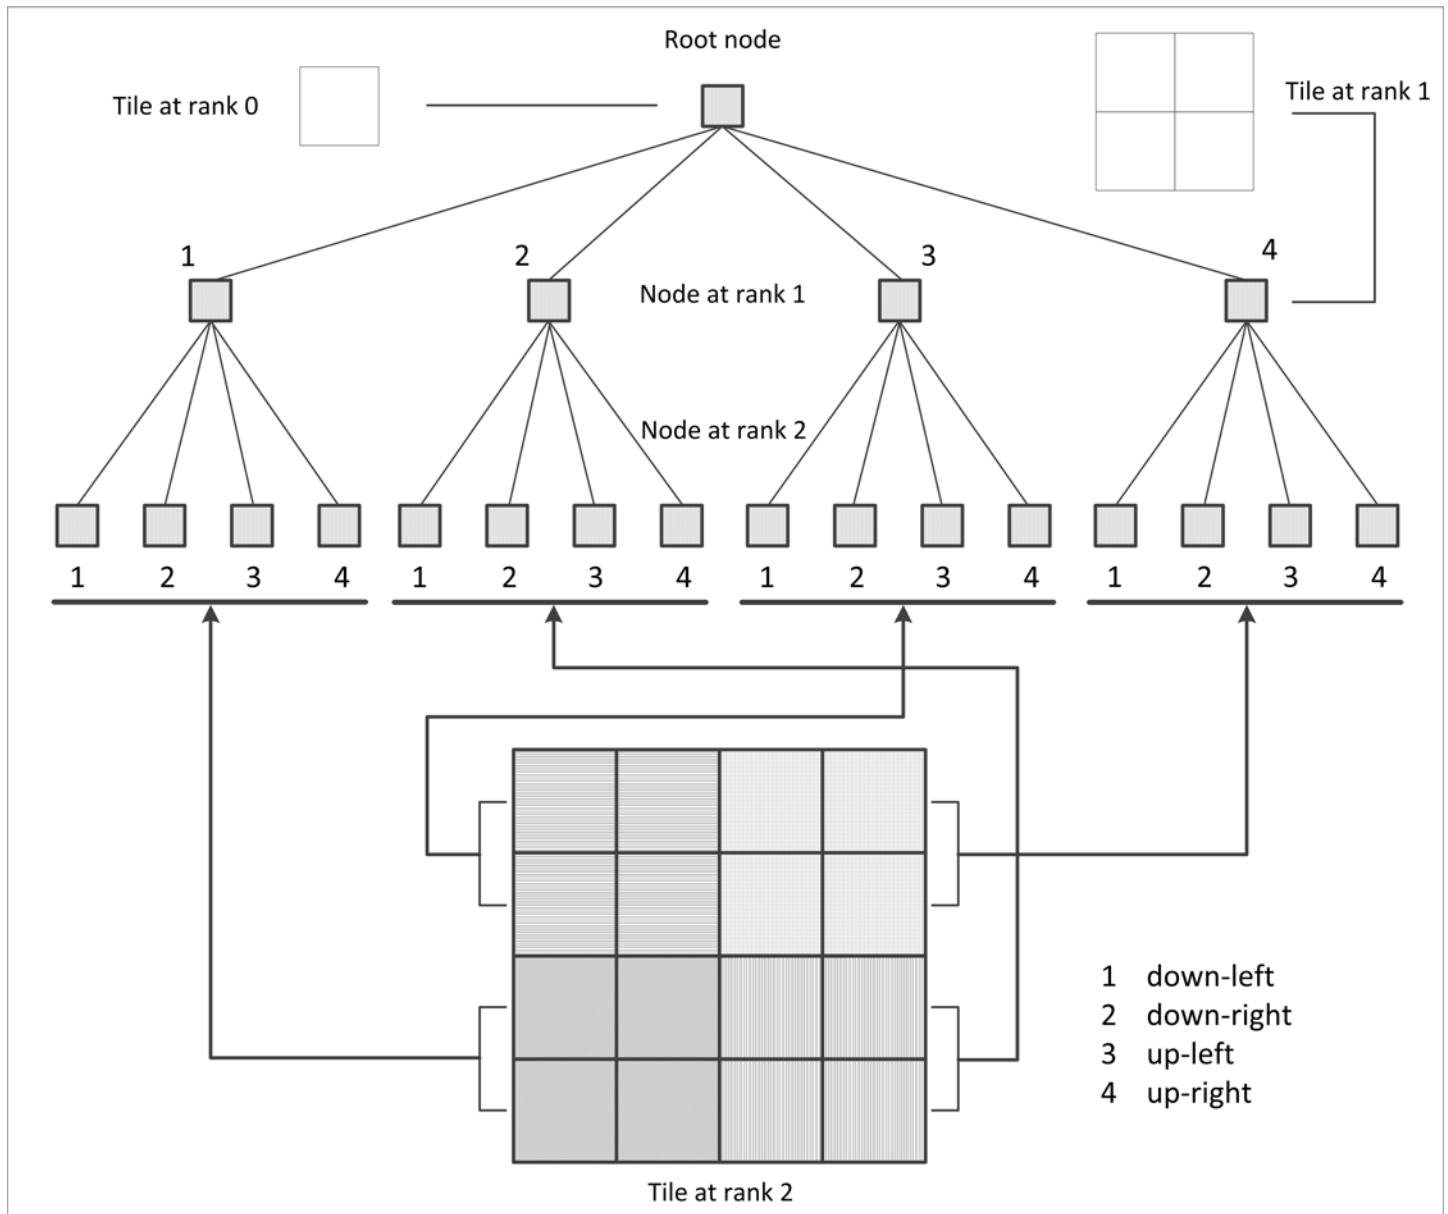 Root node
Tile at rank 0
Tile at rank 1
1 2 3 4
Node at rank 1
Node at rank 2
1 2 3 4 1 2 3 4 1 2 3 4 1 2 3 4
1 down-left
2 down-right
3 up-left
4 up-right
Tile at rank 2